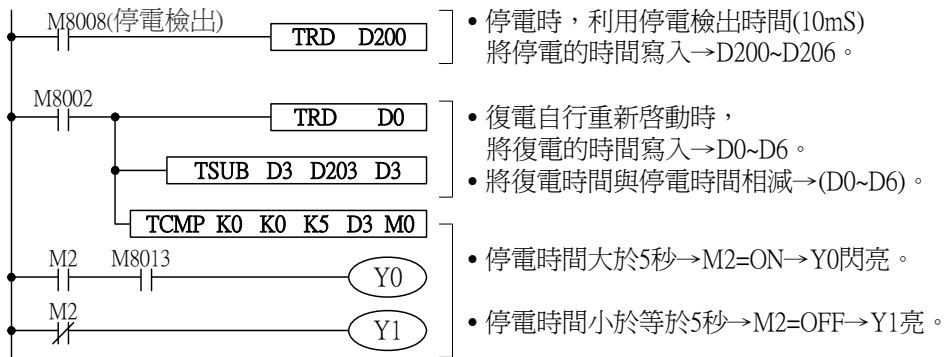 M8008(停電檢出)
TRD D200
• 停電時，利用停電檢出時間(10mS)
將停電的時間寫入→D200~D206。
M8002
TRD D0
• 復電自行重新啓動時，
將復電的時間寫入→D0~D6。
TSUB D3 D203 D3
• 將復電時間與停電時間相減→(D0~D6)。
TCMP K0 K0 K5 D3 M0
M2 M8013
Y0
• 停電時間大於5秒→M2=ON→Y0閃亮。
M2
Y1
• 停電時間小於等於5秒→M2=OFF→Y1亮。